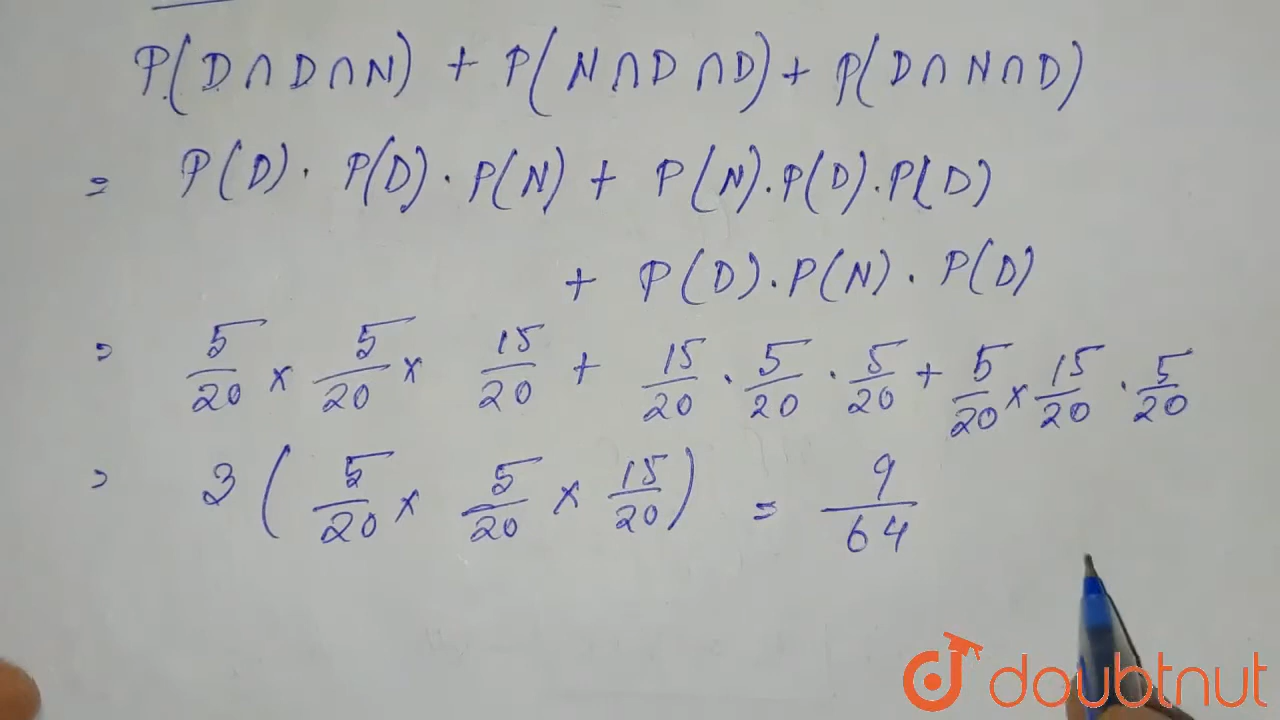 P(D∩D∩N) + P(N∩D∩D) + P(D∩N∩D)
= P(D). P(D). P(N) + P(N).P(D).P(D)
+ P(D).P(N). P(D)
= 5/20 × 5/20 × 15/20 + 15/20 . 5/20 . 5/20 + 5/20 × 15/20 . 5/20
= 3 ( 5/20 × 5/20 × 15/20 ) = 9/64
doubtnut